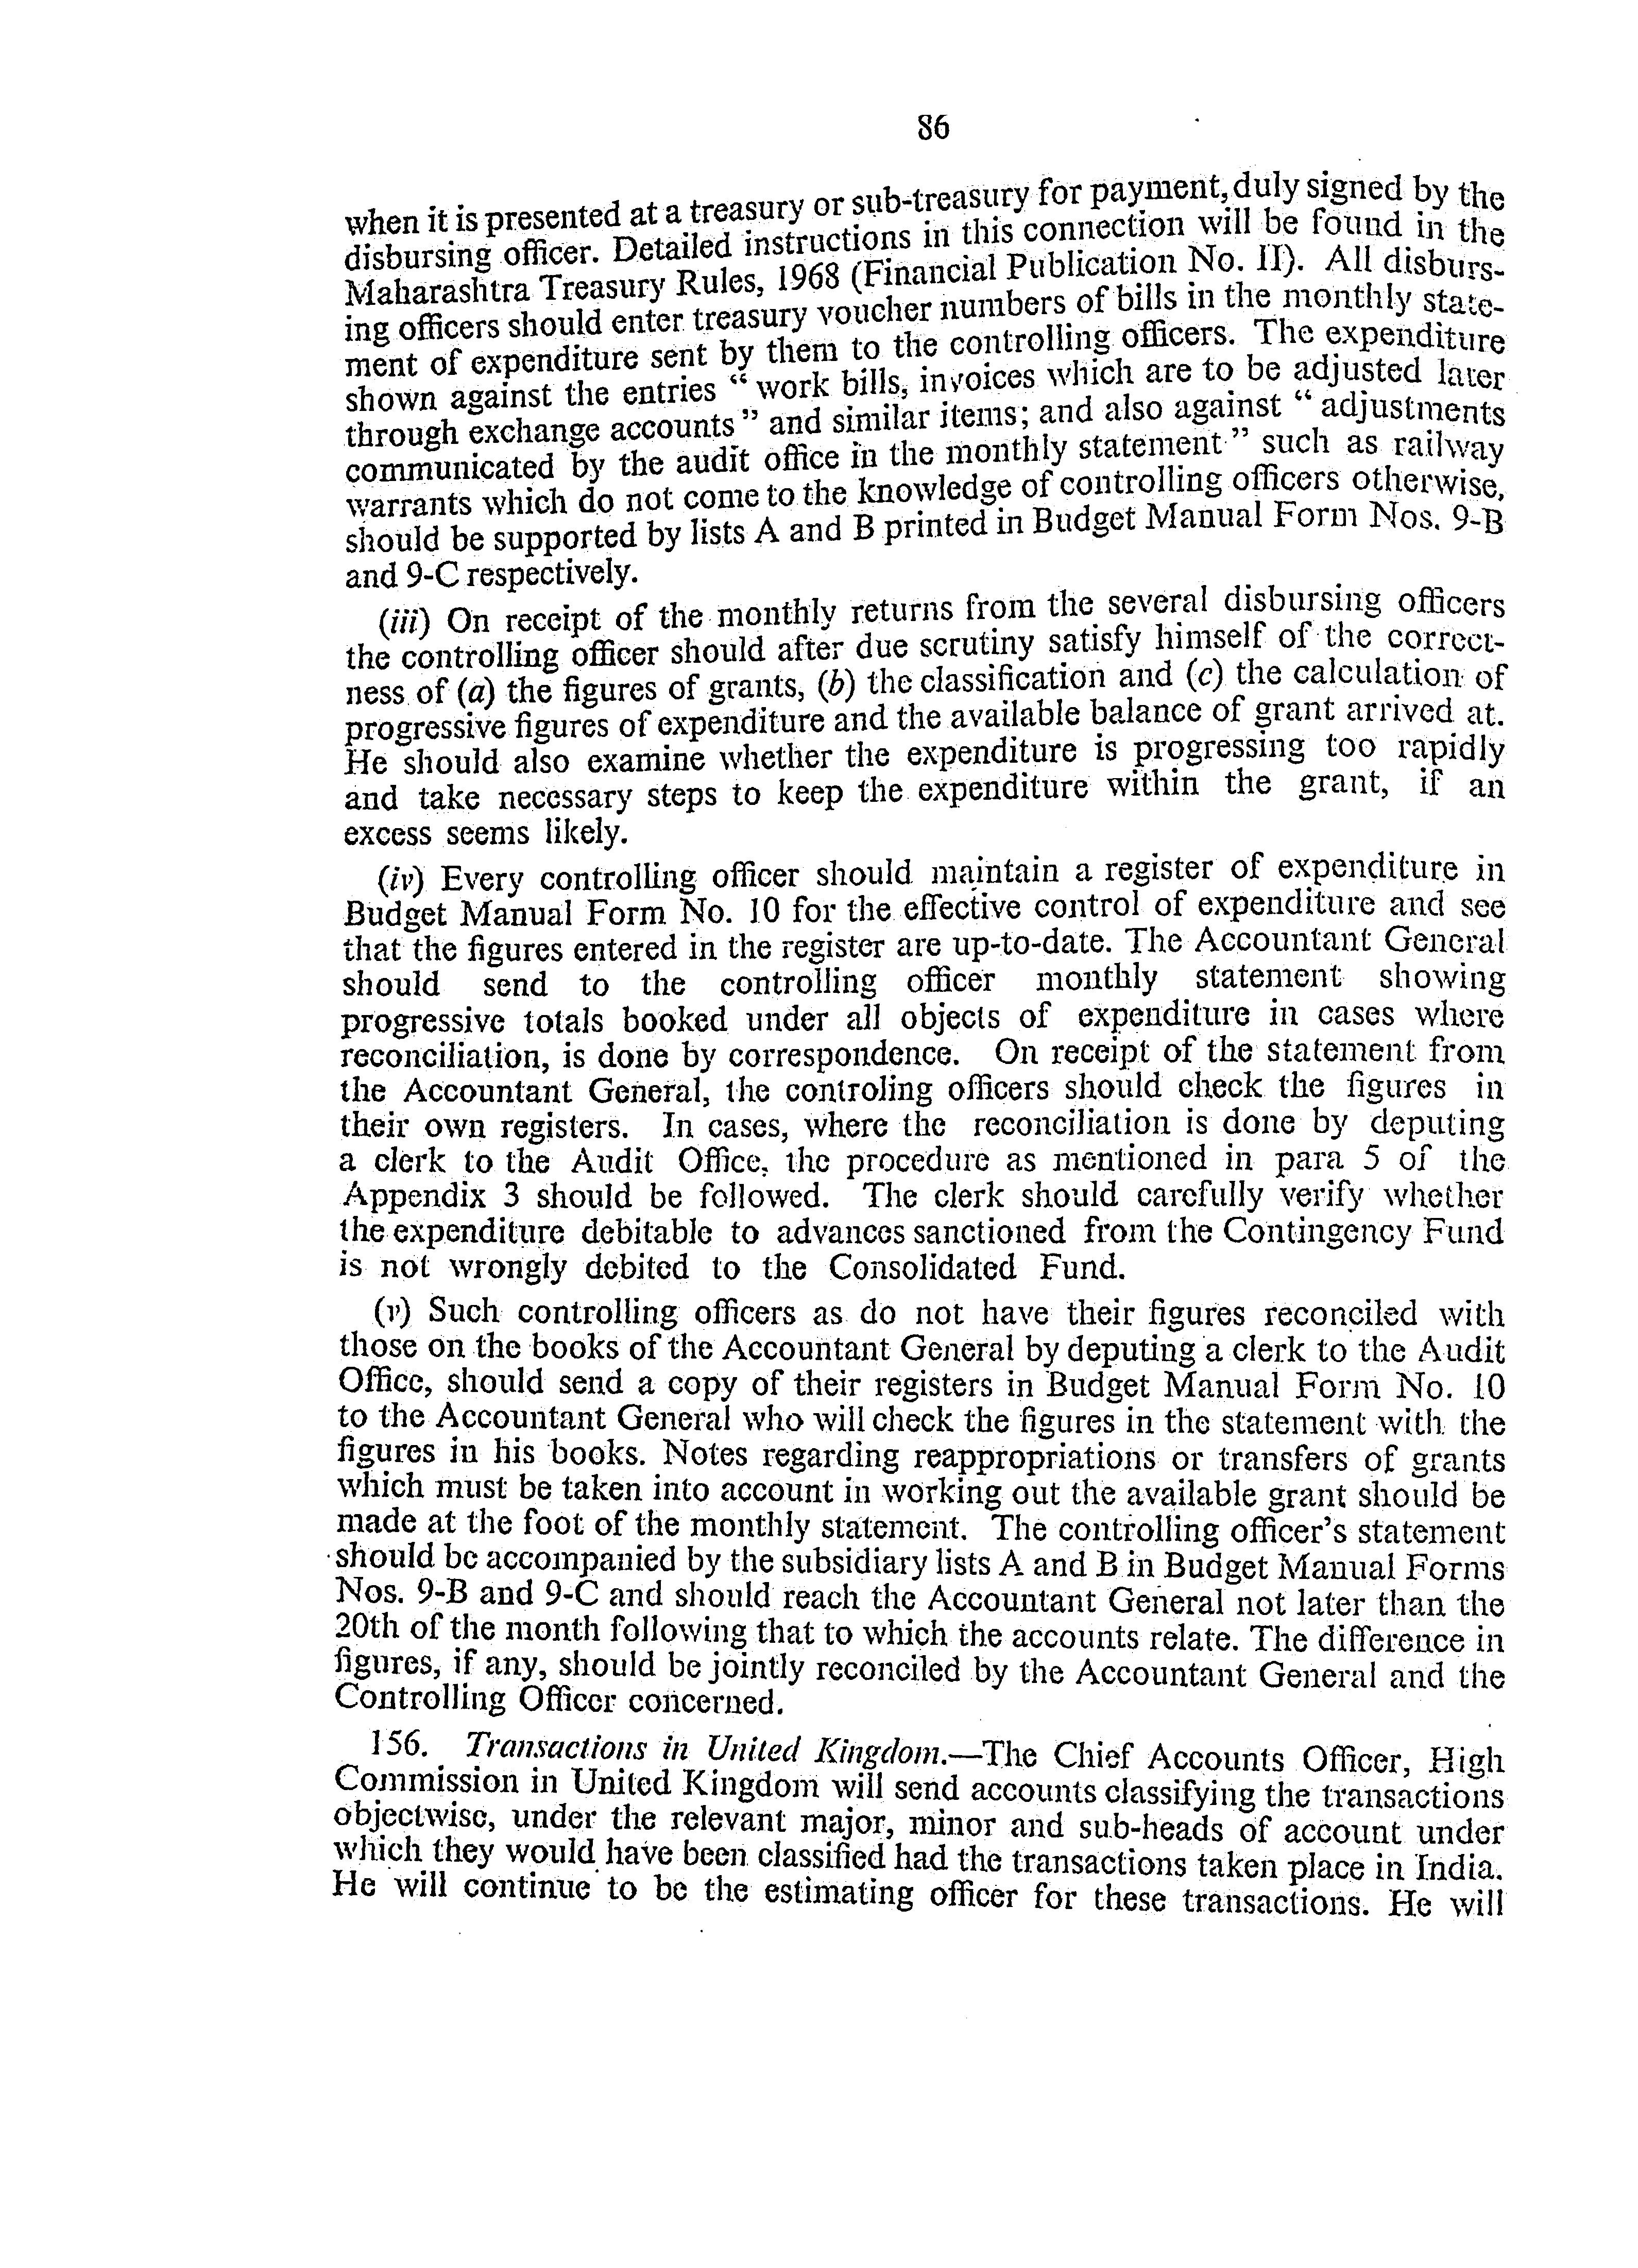 86
when it is presented at a treasury or sub-treasury for payment, duly signed by the
disbursing officer. Detailed instructions in this connection will be found in the
Maharashtra Treasury Rules, 1968 (Financial Publication No. II). All disburs-
ing officers should enter treasury voucher numbers of bills in the monthly state-
ment of expenditure sent by them to the controlling officers. The expenditure
shown against the entries “ work bills, invoices which are to be adjusted later
through exchange accounts ” and similar items; and also against “ adjustments
communicated by the audit office in the monthly statement ” such as railway
warrants which do not come to the knowledge of controlling officers otherwise,
should be supported by lists A and B printed in Budget Manual Form Nos. 9-B
and 9-C respectively.
(iii) On receipt of the monthly returns from the several disbursing officers
the controlling officer should after due scrutiny satisfy himself of the correct-
ness of (a) the figures of grants, (b) the classification and (c) the calculation of
progressive figures of expenditure and the available balance of grant arrived at.
He should also examine whether the expenditure is progressing too rapidly
and take necessary steps to keep the expenditure within the grant, if an
excess seems likely.
(iv) Every controlling officer should maintain a register of expenditure in
Budget Manual Form No. 10 for the effective control of expenditure and see
that the figures entered in the register are up-to-date. The Accountant General
should send to the controlling officer monthly statement showing
progressive totals booked under all objects of expenditure in cases where
reconciliation, is done by correspondence. On receipt of the statement from
the Accountant General, the controling officers should check the figures in
their own registers. In cases, where the reconciliation is done by deputing
a clerk to the Audit Office, the procedure as mentioned in para 5 of the
Appendix 3 should be followed. The clerk should carefully verify whether
the expenditure debitable to advances sanctioned from the Contingency Fund
is not wrongly debited to the Consolidated Fund.
(v) Such controlling officers as do not have their figures reconciled with
those on the books of the Accountant General by deputing a clerk to the Audit
Office, should send a copy of their registers in Budget Manual Form No. 10
to the Accountant General who will check the figures in the statement with the
figures in his books. Notes regarding reappropriations or transfers of grants
which must be taken into account in working out the available grant should be
made at the foot of the monthly statement. The controlling officer’s statement
should be accompanied by the subsidiary lists A and B in Budget Manual Forms
Nos. 9-B and 9-C and should reach the Accountant General not later than the
20th of the month following that to which the accounts relate. The difference in
figures, if any, should be jointly reconciled by the Accountant General and the
Controlling Officer concerned.
156. Transactions in United Kingdom.—The Chief Accounts Officer, High
Commission in United Kingdom will send accounts classifying the transactions
objectwise, under the relevant major, minor and sub-heads of account under
which they would have been classified had the transactions taken place in India.
He will continue to be the estimating officer for these transactions. He will